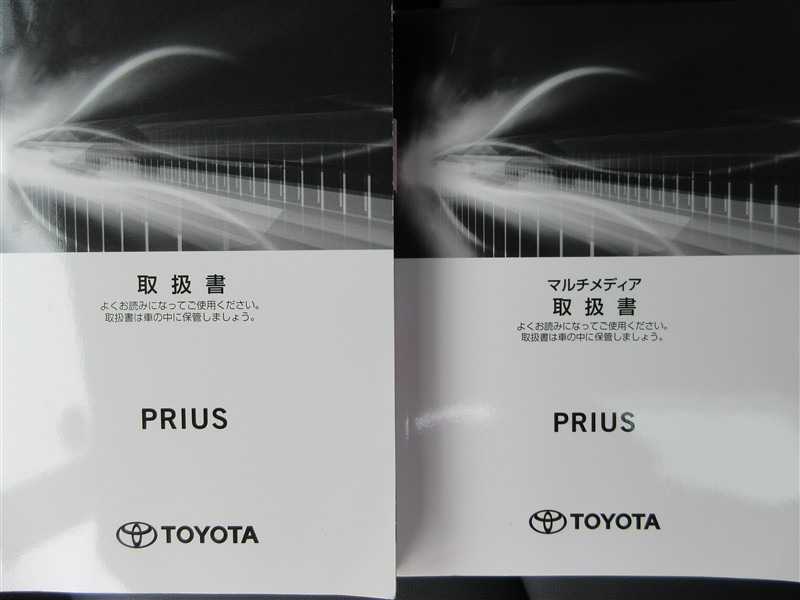 取扱書
よくお読みになってご使用ください。
取扱書は車の中に保管しましょう。
PRIUS
TOYOTA
マルチメディア
取扱書
よくお読みになってご使用ください。
取扱書は車の中に保管しましょう。
PRIUS
TOYOTA